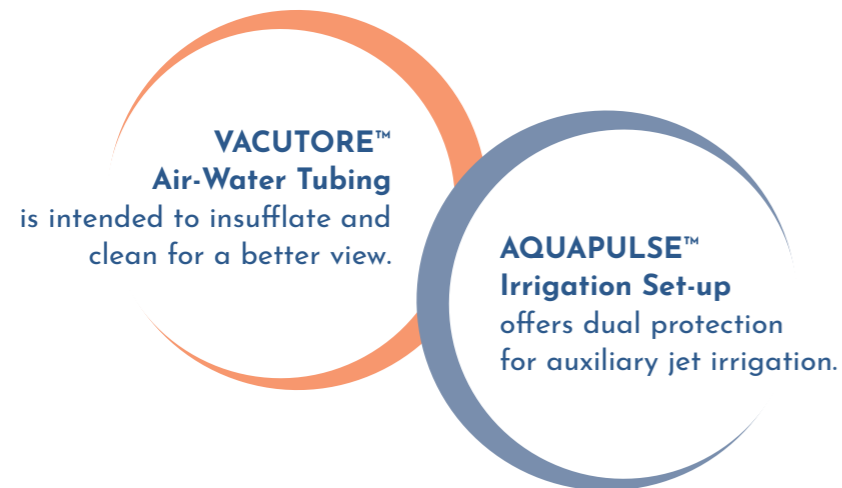 VACUTORE™
Air-Water Tubing
is intended to insufflate and
clean for a better view.
AQUAPULSE™
Irrigation Set-up
offers dual protection
for auxiliary jet irrigation.